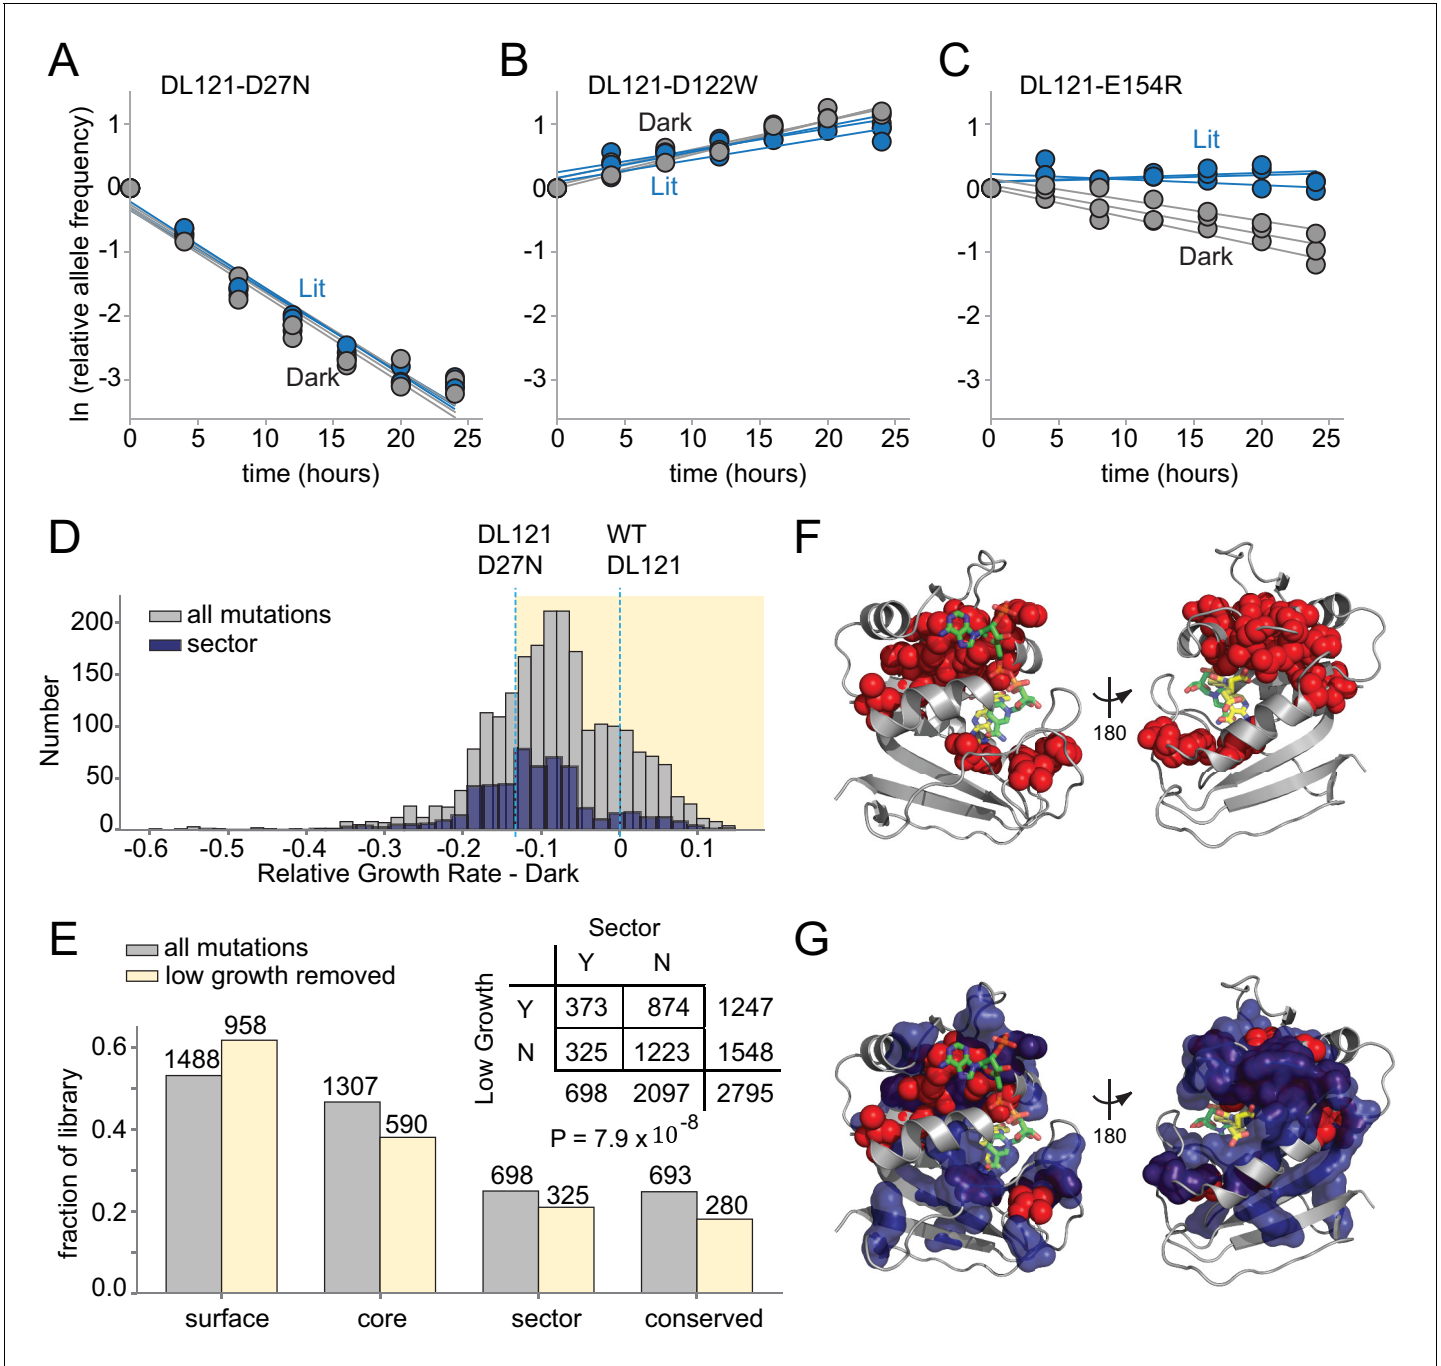 A
DL121-D27N
ln (relative allele frequency)
1
0
-1
-2
-3
Lit
Dark
0 5 10 15 20 25
time (hours)
B
DL121-D122W
1
0
-1
-2
-3
Dark
Lit
0 5 10 15 20 25
time (hours)
C
DL121-E154R
1
0
-1
-2
-3
Lit
Dark
0 5 10 15 20 25
time (hours)
D
DL121
D27N
WT
DL121
all mutations
sector
Number
200
150
100
50
0
-0.6 -0.5 -0.4 -0.3 -0.2 -0.1 0 0.1
Relative Growth Rate - Dark
F
180
E
all mutations
low growth removed
fraction of library
0.6
0.4
0.2
0.0
1488 958
1307 590
698 325
693 280
surface core sector conserved
Sector
Low Growth
Y N
Y 373 874 1247
N 325 1223 1548
698 2097 2795
P = 7.9 x 10-8
G
180